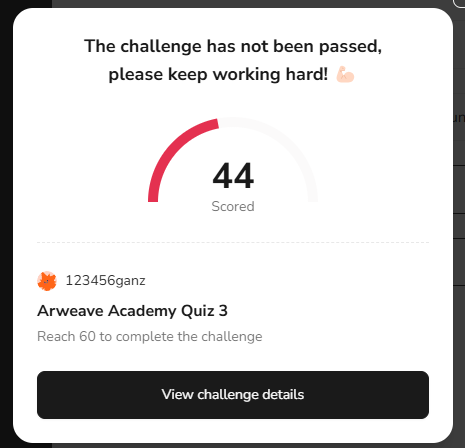 The challenge has not been passed,
please keep working hard! 💪🏻
44
Scored
123456ganz
Arweave Academy Quiz 3
Reach 60 to complete the challenge
View challenge details